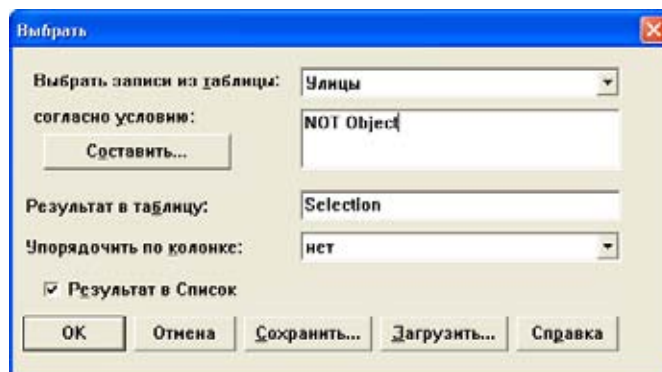 Выбрать
Выбрать записи из таблицы: Улицы
согласно условию: NOT Object
Составить...
Результат в таблицу: Selection
Упорядочить по колонке: нет
Результат в Список
ОК Отмена Сохранить... Загрузить... Справка